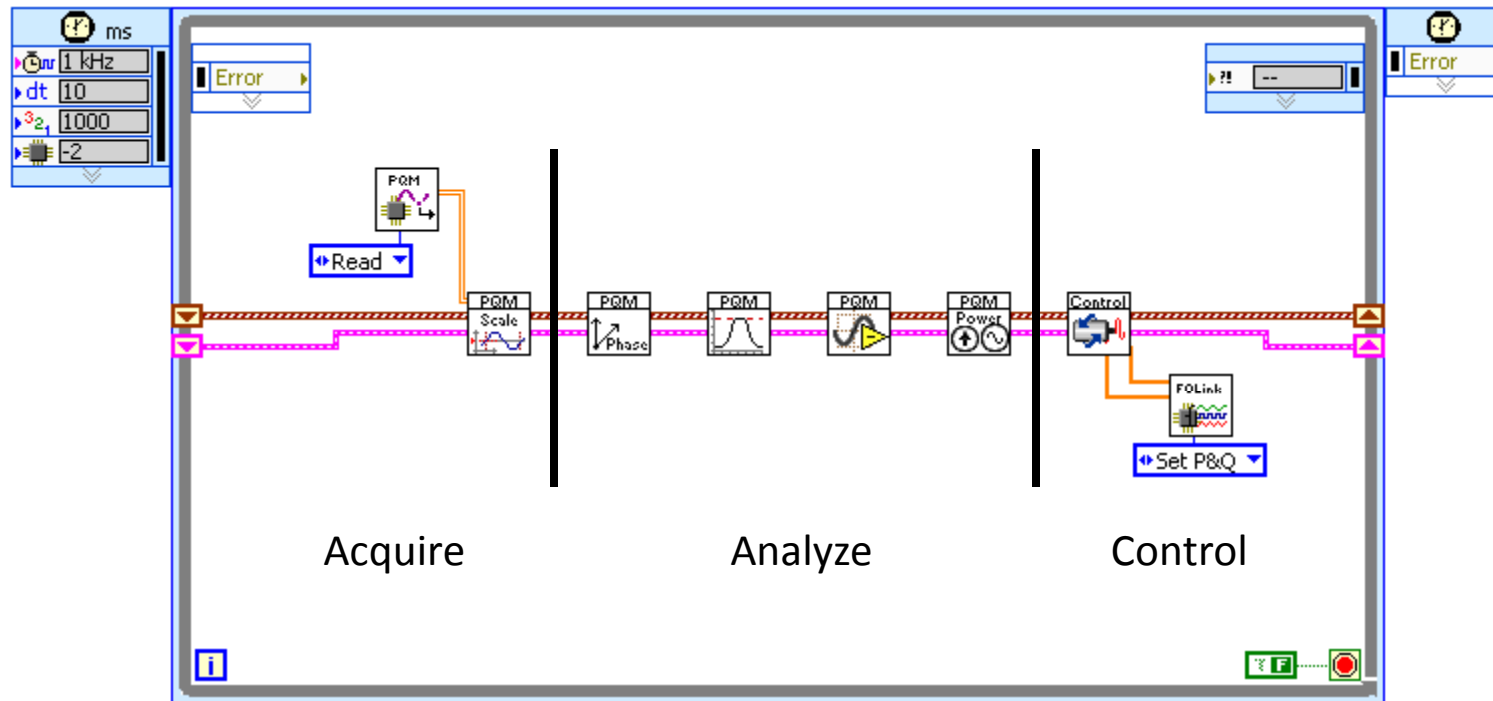 ms
1 kHz
dt 10
321 1000
-2
Error
?! --
Error
PQM
Read
PQM
Scale
PQM
Phase
PQM
PQM
PQM
Power
Control
FOLink
Set P&Q
Acquire
Analyze
Control
i
F